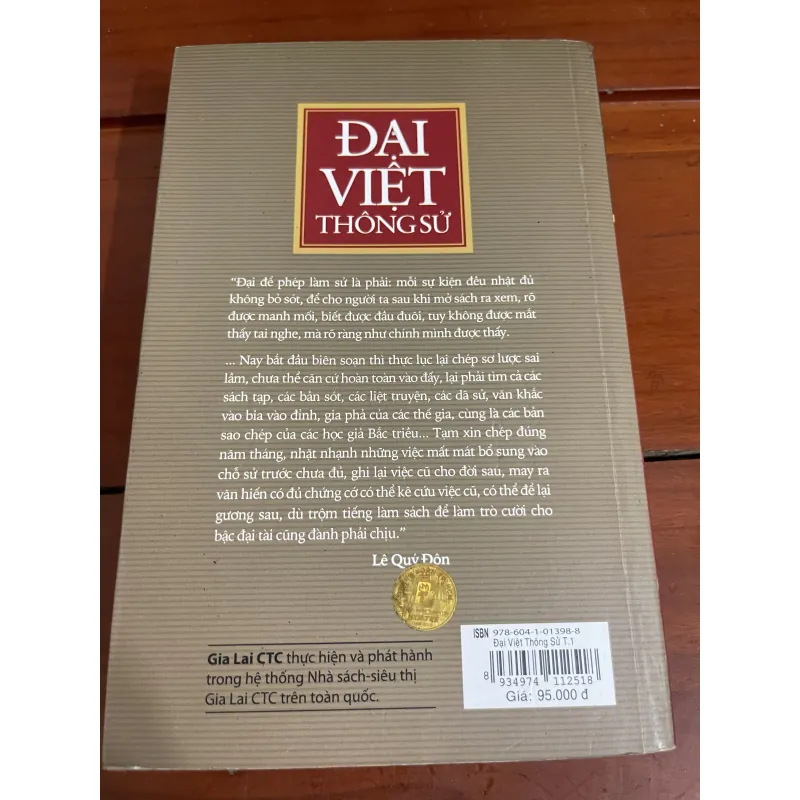 ĐẠI
VIỆT
THÔNG SỬ
“Đại để phép làm sử là phải: mỗi sự kiện đều nhặt đủ
không bỏ sót, để cho người ta sau khi mở sách ra xem, rõ
được manh mối, biết được đầu đuôi, tuy không được mắt
thấy tai nghe, mà rõ ràng như chính mình được thấy.
... Nay bắt đầu biên soạn thì thực lục lại chép sơ lược sai
lầm, chưa thể căn cứ hoàn toàn vào đấy, lại phải tìm cả các
sách tạp, các bản sót, các liệt truyện, các dã sử, văn khắc
vào bia vào đỉnh, gia phả của các thế gia, cùng là các bản
sao chép của các học giả Bắc triều... Tạm xin chép đúng
năm tháng, nhặt nhạnh những việc mất mát bổ sung vào
chỗ sử trước chưa đủ, ghi lại việc cũ cho đời sau, may ra
văn hiến có đủ chứng cớ có thể kê cứu việc cũ, có thể để lại
gương sau, dù trộm tiếng làm sách để làm trò cười cho
bậc đại tài cũng đành phải chịu.”
Lê Quý Đôn
Gia Lai CTC thực hiện và phát hành
trong hệ thống Nhà sách-siêu thị
Gia Lai CTC trên toàn quốc.
ISBN 978-604-1-01398-8
Đại Việt Thông Sử T.1
8 934974 112518
Giá: 95.000 đ